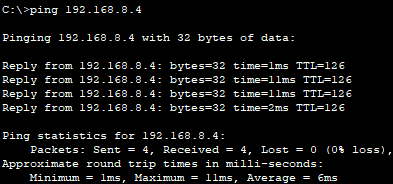 C:\>ping 192.168.8.4
Pinging 192.168.8.4 with 32 bytes of data:
Reply from 192.168.8.4: bytes=32 time=1ms TTL=126
Reply from 192.168.8.4: bytes=32 time=11ms TTL=126
Reply from 192.168.8.4: bytes=32 time=11ms TTL=126
Reply from 192.168.8.4: bytes=32 time=2ms TTL=126
Ping statistics for 192.168.8.4:
    Packets: Sent = 4, Received = 4, Lost = 0 (0% loss),
Approximate round trip times in milli-seconds:
    Minimum = 1ms, Maximum = 11ms, Average = 6ms